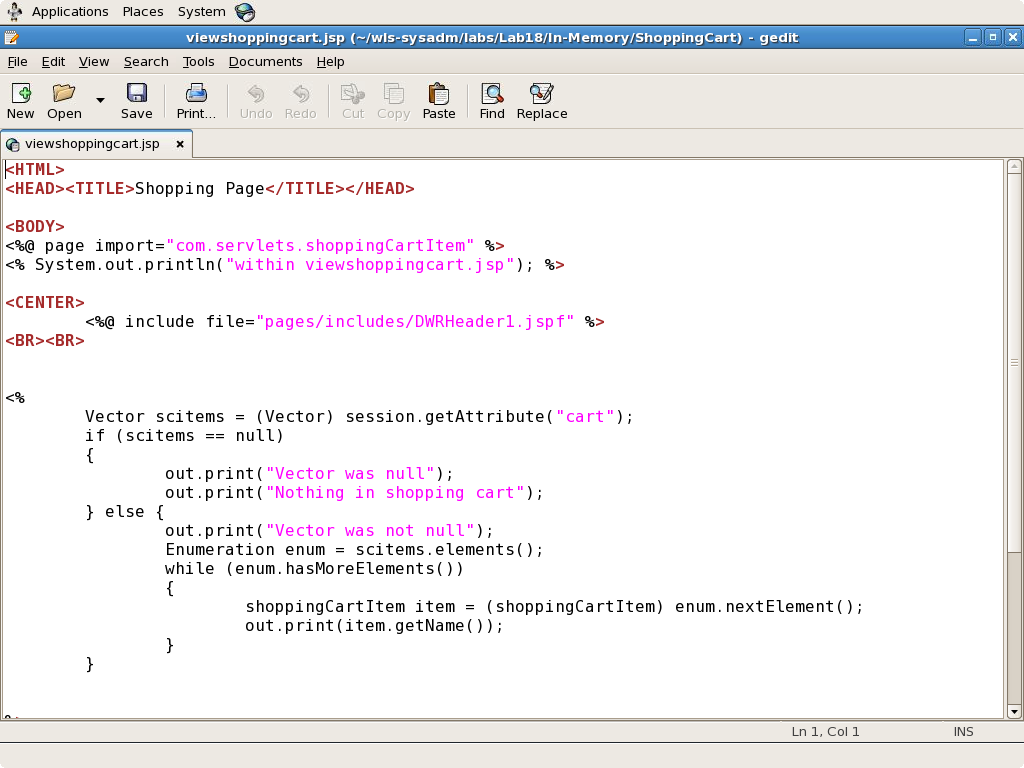 Applications Places System
viewshoppingcart.jsp (~/wls-sysadm/labs/Lab18/In-Memory/ShoppingCart) - gedit
File Edit View Search Tools Documents Help
New Open Save Print... Undo Redo Cut Copy Paste Find Replace
viewshoppingcart.jsp
<HTML>
<HEAD><TITLE>Shopping Page</TITLE></HEAD>
<BODY>
<%@ page import="com.servlets.shoppingCartItem" %>
<% System.out.println("within viewshoppingcart.jsp"); %>
<CENTER>
<%@ include file="pages/includes/DWRHeader1.jspf" %>
<BR><BR>
<%
Vector scitems = (Vector) session.getAttribute("cart");
if (scitems == null)
{
out.print("Vector was null");
out.print("Nothing in shopping cart");
} else {
out.print("Vector was not null");
Enumeration enum = scitems.elements();
while (enum.hasMoreElements())
{
shoppingCartItem item = (shoppingCartItem) enum.nextElement();
out.print(item.getName());
}
}
Ln 1, Col 1 INS